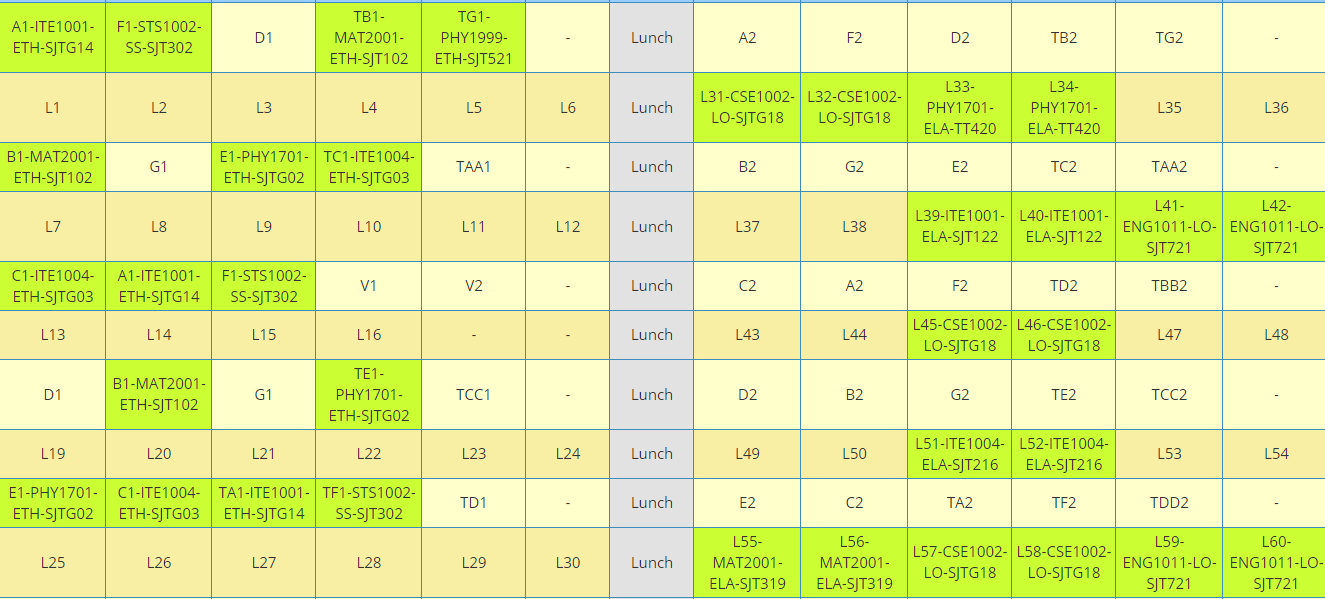 A1-ITE1001-
ETH-SJTG14
F1-STS1002-
SS-SJT302
D1
TB1-
MAT2001-
ETH-SJT102
TG1-
PHY1999-
ETH-SJT521
-
Lunch
A2
F2
D2
TB2
TG2
-
L1
L2
L3
L4
L5
L6
Lunch
L31-CSE1002-
LO-SJTG18
L32-CSE1002-
LO-SJTG18
L33-
PHY1701-
ELA-TT420
L34-
PHY1701-
ELA-TT420
L35
L36
B1-MAT2001-
ETH-SJT102
G1
E1-PHY1701-
ETH-SJTG02
TC1-ITE1004-
ETH-SJTG03
TAA1
-
Lunch
B2
G2
E2
TC2
TAA2
-
L7
L8
L9
L10
L11
L12
Lunch
L37
L38
L39-ITE1001-
ELA-SJT122
L40-ITE1001-
ELA-SJT122
L41-
ENG1011-LO-
SJT721
L42-
ENG1011-LO-
SJT721
C1-ITE1004-
ETH-SJTG03
A1-ITE1001-
ETH-SJTG14
F1-STS1002-
SS-SJT302
V1
V2
-
Lunch
C2
A2
F2
TD2
TBB2
-
L13
L14
L15
L16
-
-
Lunch
L43
L44
L45-CSE1002-
LO-SJTG18
L46-CSE1002-
LO-SJTG18
L47
L48
D1
B1-MAT2001-
ETH-SJT102
G1
TE1-
PHY1701-
ETH-SJTG02
TCC1
-
Lunch
D2
B2
G2
TE2
TCC2
-
L19
L20
L21
L22
L23
L24
Lunch
L49
L50
L51-ITE1004-
ELA-SJT216
L52-ITE1004-
ELA-SJT216
L53
L54
E1-PHY1701-
ETH-SJTG02
C1-ITE1004-
ETH-SJTG03
TA1-ITE1001-
ETH-SJTG14
TF1-STS1002-
SS-SJT302
TD1
-
Lunch
E2
C2
TA2
TF2
TDD2
-
L25
L26
L27
L28
L29
L30
Lunch
L55-
MAT2001-
ELA-SJT319
L56-
MAT2001-
ELA-SJT319
L57-CSE1002-
LO-SJTG18
L58-CSE1002-
LO-SJTG18
L59-
ENG1011-LO-
SJT721
L60-
ENG1011-LO-
SJT721